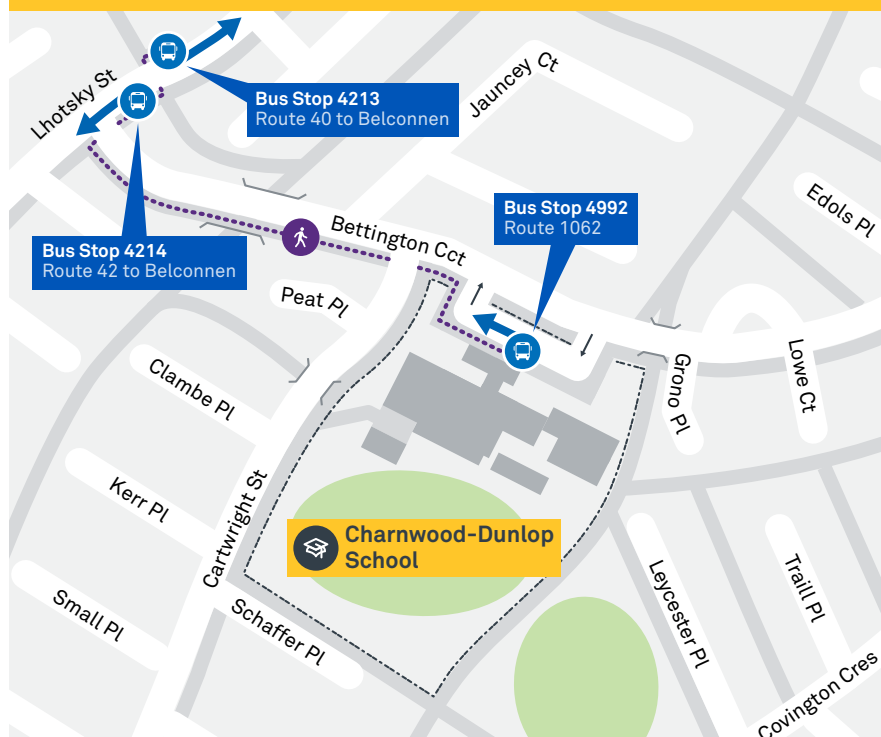 Lhotsky St
Bus Stop 4213
Route 40 to Belconnen
Jauncey Ct
Edols Pl
Bus Stop 4992
Route 1062
Bettington Cct
Bus Stop 4214
Route 42 to Belconnen
Peat Pl
Clambe Pl
Grono Pl
Lowe Ct
Kerr Pl
Cartwright St
Charnwood-Dunlop
School
Small Pl
Schaffer Pl
Leycester Pl
Traill Pl
Covington Cres